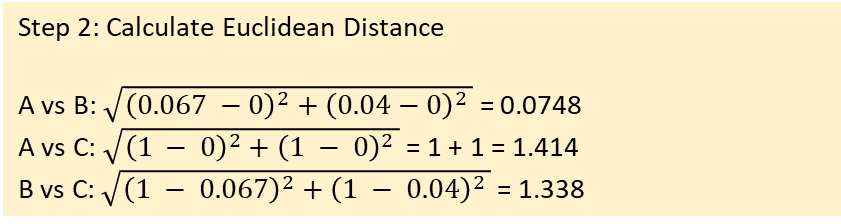 Step 2: Calculate Euclidean Distance
A vs B: √(0.067 − 0)² + (0.04 − 0)² = 0.0748
A vs C: √(1 − 0)² + (1 − 0)² = 1 + 1 = 1.414
B vs C: √(1 − 0.067)² + (1 − 0.04)² = 1.338